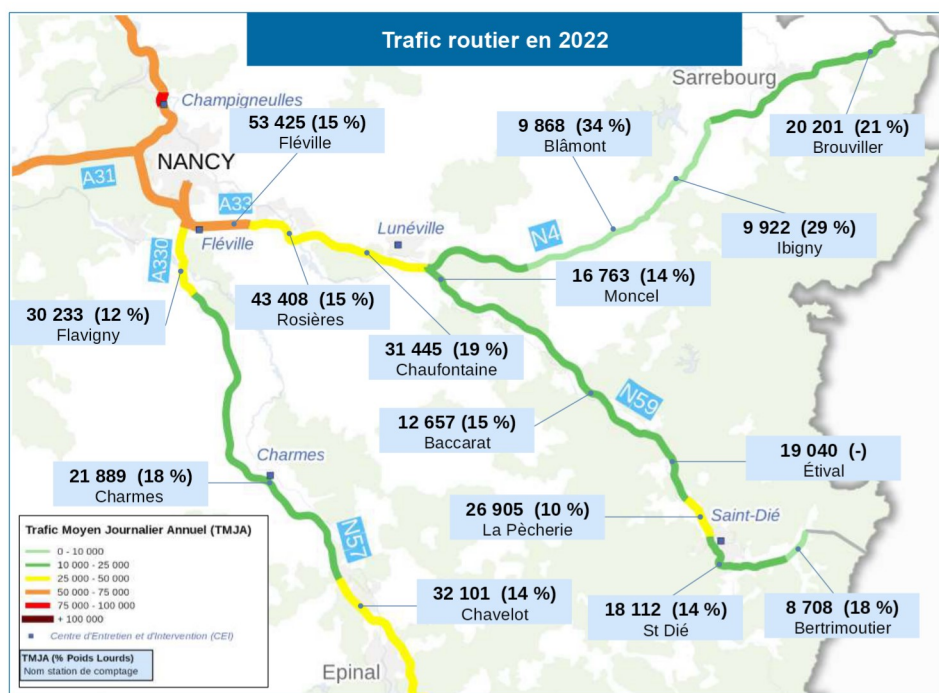 Trafic routier en 2022
Sarrebourg
Champigneulles
53 425 (15 %)
Fléville
9 868 (34 %)
Blâmont
20 201 (21 %)
Brouviller
NANCY
A31
A33
Lunéville
N4
Fléville
9 922 (29 %)
Ibigny
A330
16 763 (14 %)
Moncel
43 408 (15 %)
Rosières
30 233 (12 %)
Flavigny
31 445 (19 %)
Chaufontaine
N59
12 657 (15 %)
Baccarat
19 040 (-)
Étival
Charmes
21 889 (18 %)
Charmes
26 905 (10 %)
La Pècherie
Saint-Dié
N57
32 101 (14 %)
Chavelot
18 112 (14 %)
St Dié
8 708 (18 %)
Bertrimoutier
Epinal
Trafic Moyen Journalier Annuel (TMJA)
0 - 10 000
10 000 - 25 000
25 000 - 50 000
50 000 - 75 000
75 000 - 100 000
+ 100 000
Centre d'Entretien et d'Intervention (CEI)
TMJA (% Poids Lourds)
Nom station de comptage